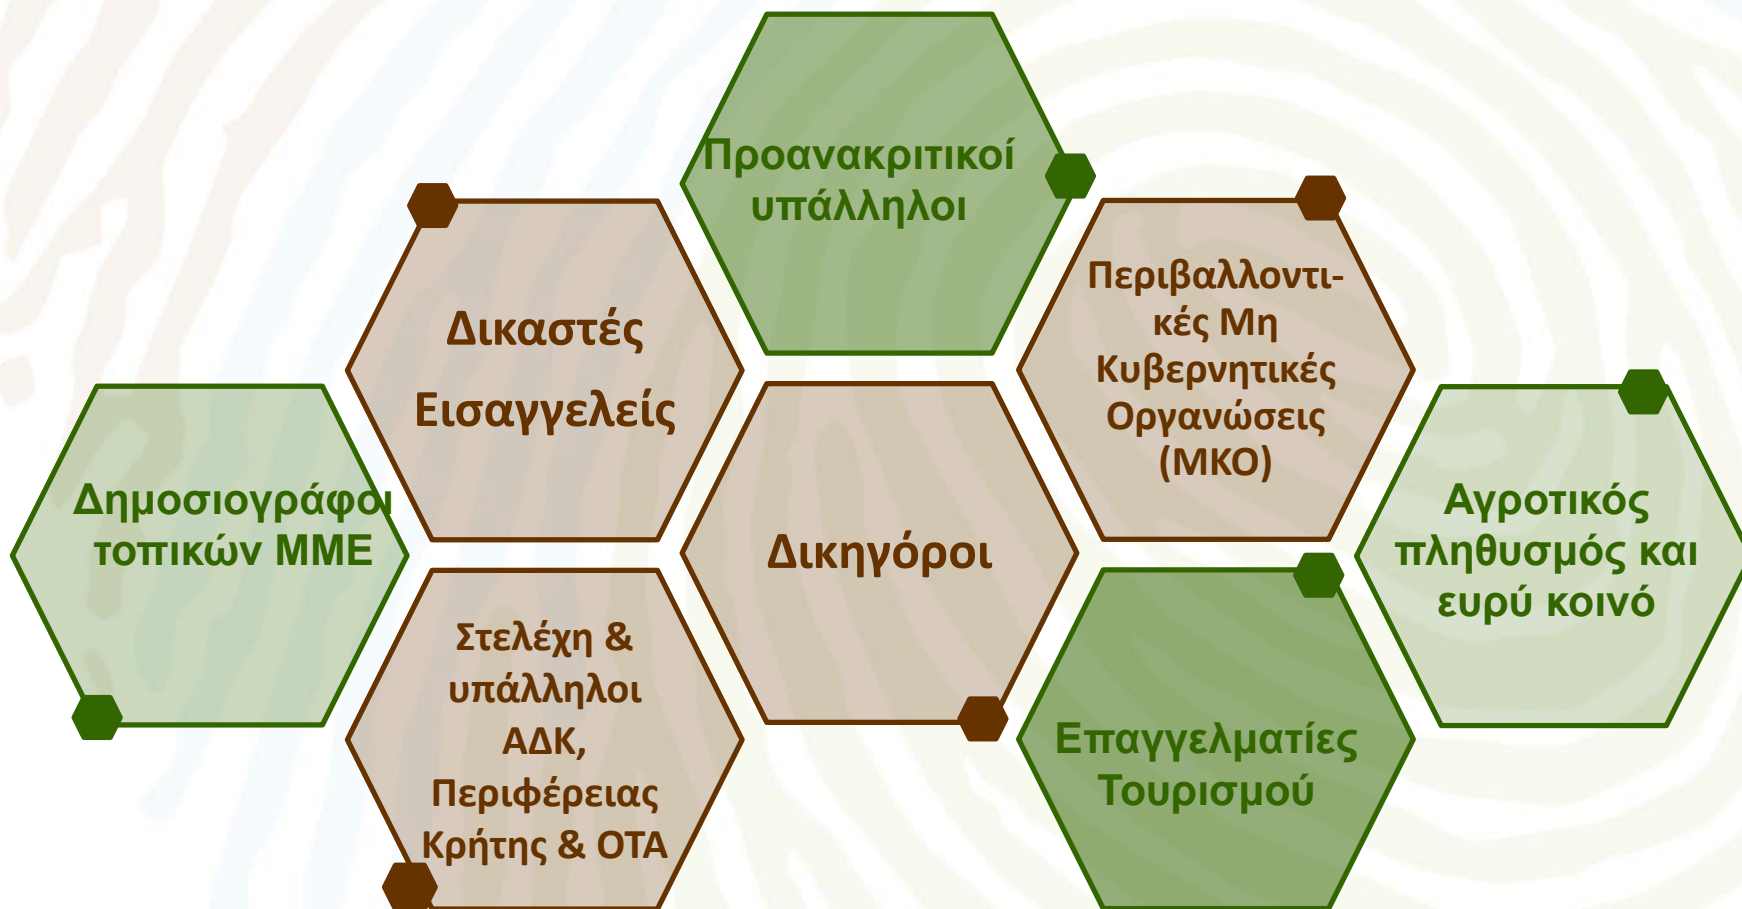 Προανακριτικοί
υπάλληλοι
Δικαστές
Εισαγγελείς
Περιβαλλοντι-
κές Μη
Κυβερνητικές
Οργανώσεις
(ΜΚΟ)
Δημοσιογράφοι
τοπικών ΜΜΕ
Δικηγόροι
Αγροτικός
πληθυσμός και
ευρύ κοινό
Στελέχη &
υπάλληλοι
ΑΔΚ,
Περιφέρειας
Κρήτης & ΟΤΑ
Επαγγελματίες
Τουρισμού